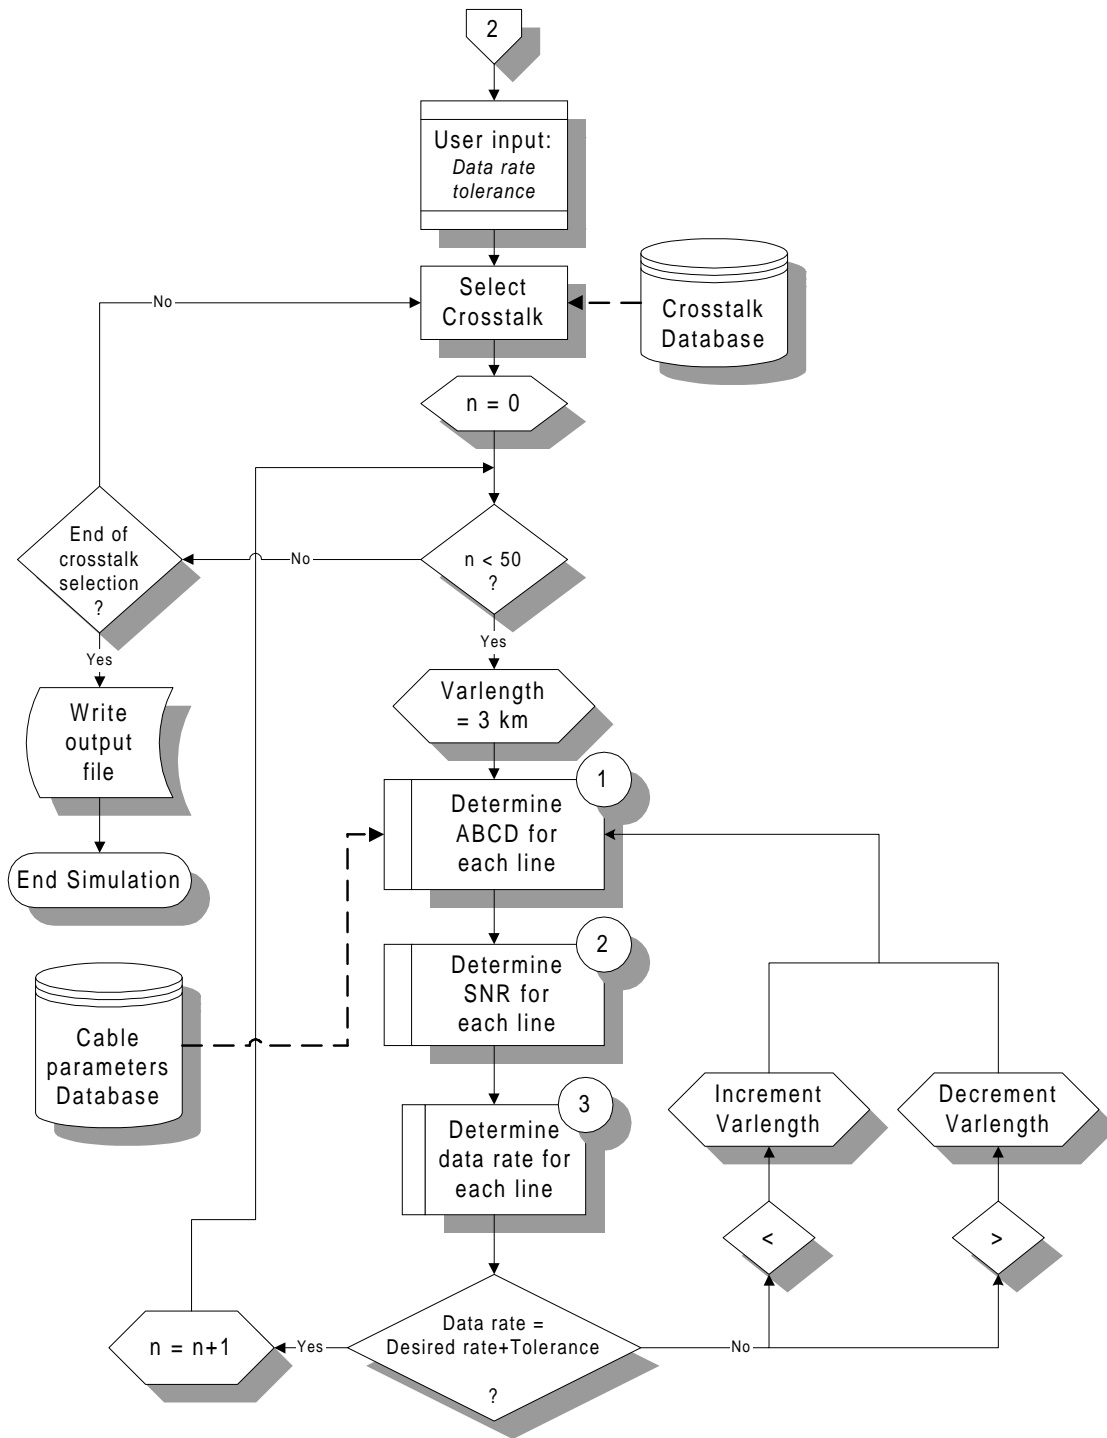 2
User input:
Data rate
tolerance
Select
Crosstalk
Crosstalk
Database
No
n = 0
End of
crosstalk
selection
?
No
n < 50
?
Yes
Yes
Write
output
file
End Simulation
Varlength
= 3 km
1
Determine
ABCD for
each line
2
Determine
SNR for
each line
Cable
parameters
Database
3
Determine
data rate for
each line
Increment
Varlength
Decrement
Varlength
<
>
n = n+1
Yes
Data rate =
Desired rate+Tolerance
?
No